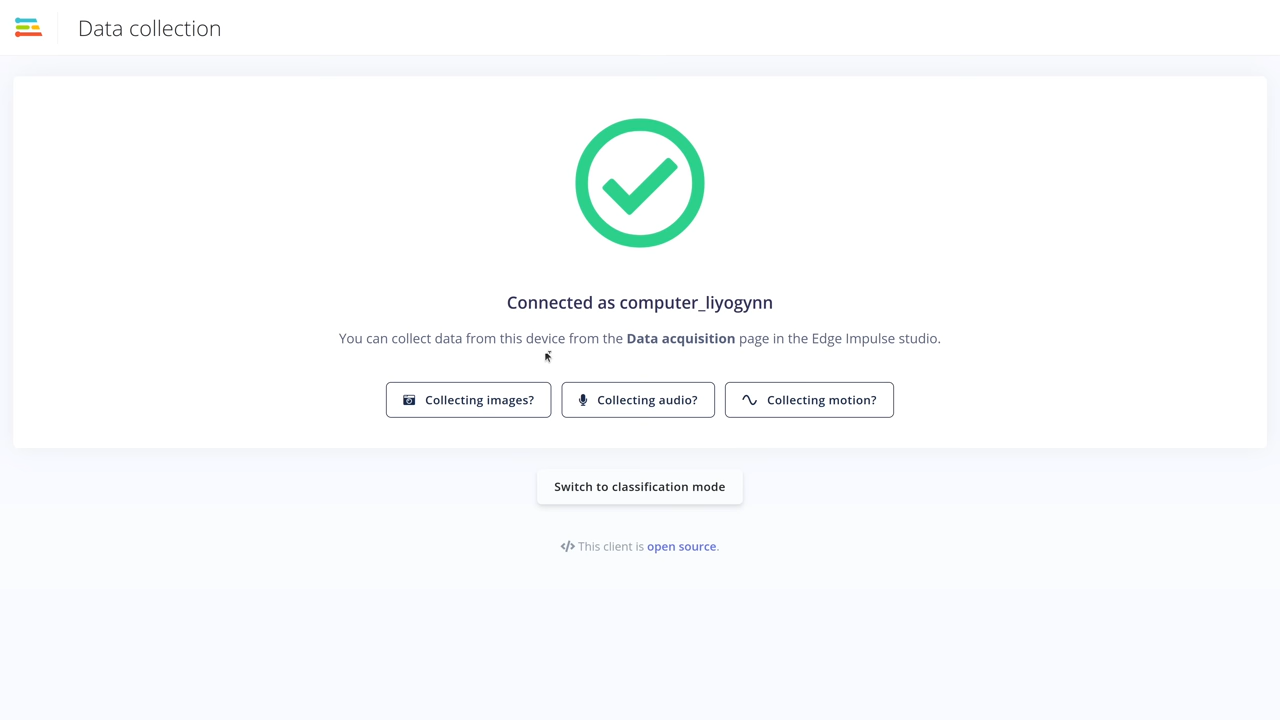 Data collection
Connected as computer_liyogynn
You can collect data from this device from the Data acquisition page in the Edge Impulse studio.
Collecting images?
Collecting audio?
Collecting motion?
Switch to classification mode
This client is open source.